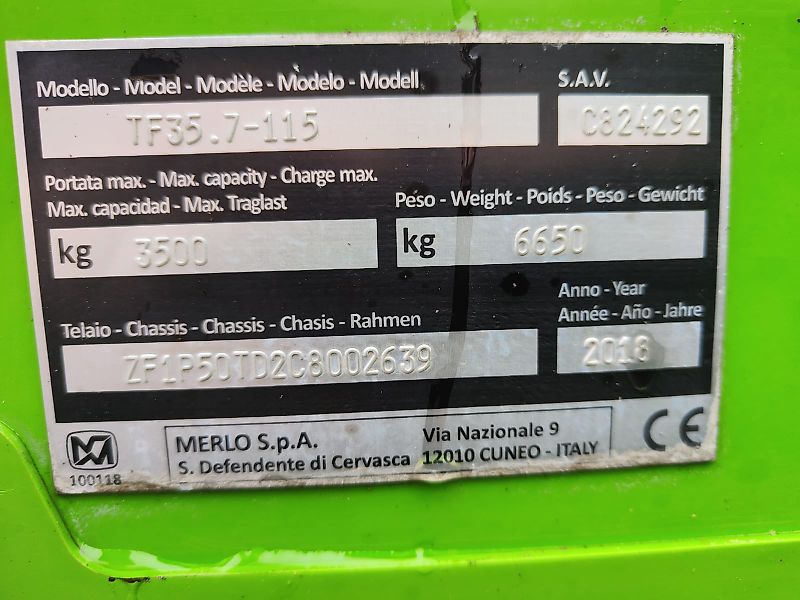 Modello - Model - Modèle - Modelo - Modell
S.A.V.
TF35.7-115
C824292
Portata max. - Max. capacity - Charge max.
Max. capacidad - Max. Traglast
Peso - Weight - Poids - Peso - Gewicht
kg 3500
kg 6650
Anno - Year
Année - Año - Jahre
Telaio - Chassis - Chassis - Chasis - Rahmen
ZF1P50TD2C8002639
2018
MERLO S.p.A.
Via Nazionale 9
S. Defendente di Cervasca
12010 CUNEO - ITALY
CE
100118